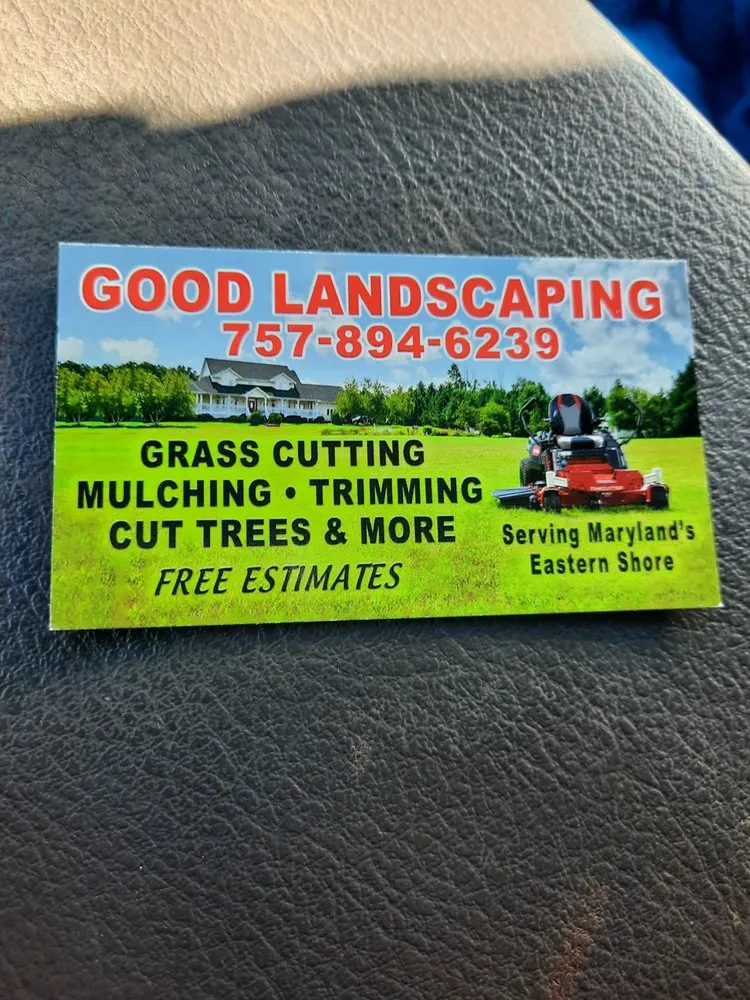 GOOD LANDSCAPING
757-894-6239
GRASS CUTTING
MULCHING • TRIMMING
CUT TREES & MORE
FREE ESTIMATES
Serving Maryland's
Eastern Shore